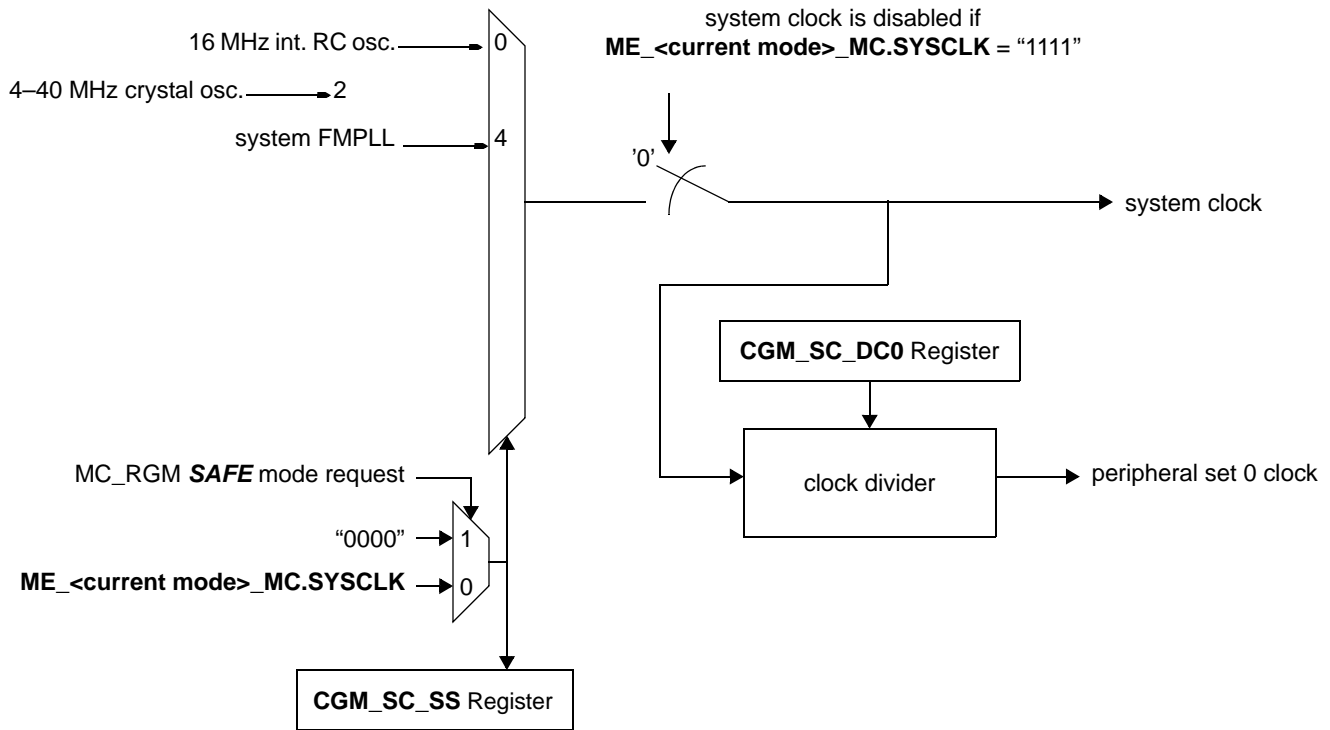 system clock is disabled if
ME_<current mode>_MC.SYSCLK = “1111”
16 MHz int. RC osc.
0
4–40 MHz crystal osc.
2
system FMPLL
4
'0'
system clock
CGM_SC_DC0 Register
MC_RGM SAFE mode request
clock divider
peripheral set 0 clock
“0000”
1
ME_<current mode>_MC.SYSCLK
0
CGM_SC_SS Register